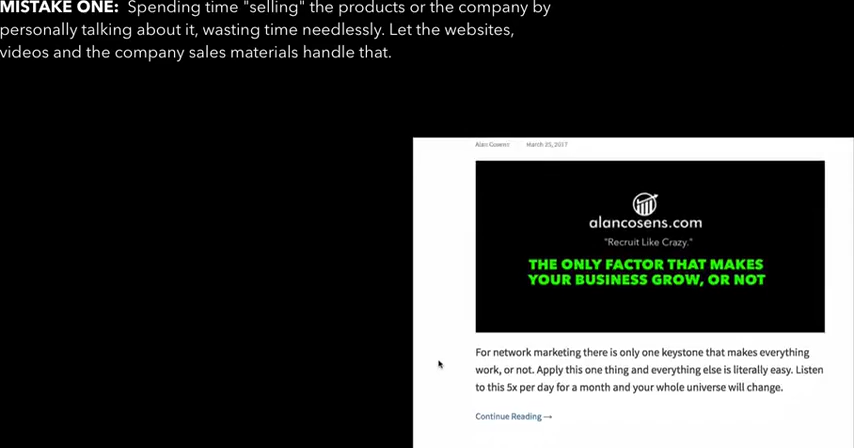 MISTAKE ONE: Spending time "selling" the products or the company by
personally talking about it, wasting time needlessly. Let the websites,
videos and the company sales materials handle that.
Alan Cosens March 25, 2017
alancosens.com
"Recruit Like Crazy."
THE ONLY FACTOR THAT MAKES
YOUR BUSINESS GROW, OR NOT
For network marketing there is only one keystone that makes everything
work, or not. Apply this one thing and everything else is literally easy. Listen
to this 5x per day for a month and your whole universe will change.
Continue Reading →